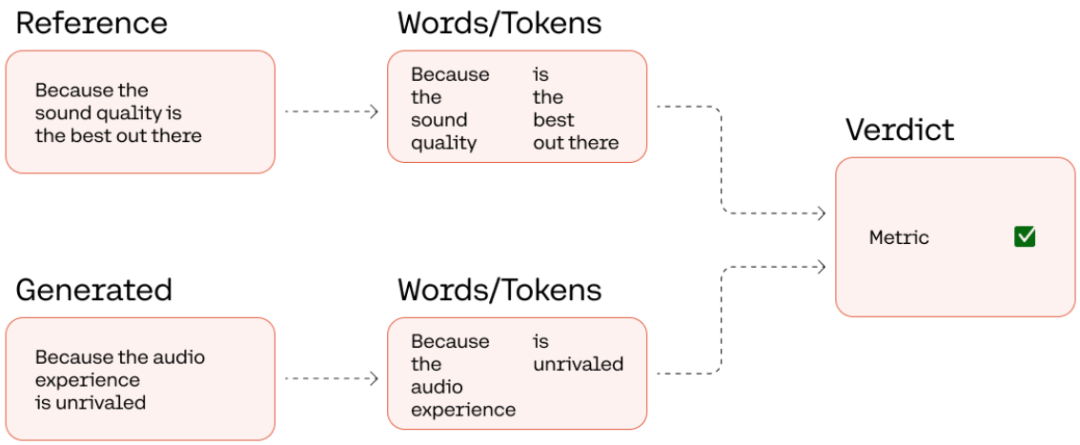 Reference
Because the
sound quality is
the best out there
Words/Tokens
Because
the
sound
quality
is
the
best
out there
Generated
Because the audio
experience
is unrivaled
Words/Tokens
Because
the
audio
experience
is
unrivaled
Verdict
Metric